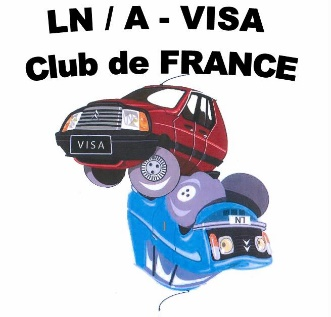 LN / A - VISA
Club de FRANCE
VISA
LN